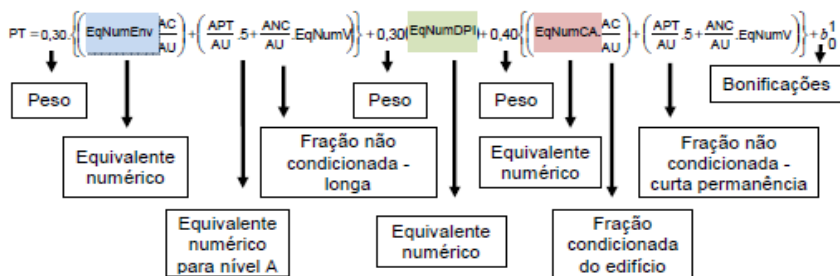 PT = 0,30.{(EqNumEnv.AC/AU)+(APT/AU.5+ANC/AU.EqNumV)}+0,30(EqNumDPI)+0,40{(EqNumCA.AC/AU)+(APT/AU.5+ANC/AU.EqNumV)}+b 1 0
Peso
Peso
Peso
Bonificações
Equivalente
numérico
Fração não
condicionada -
longa
Equivalente
numérico
Fração não
condicionada -
curta permanência
Equivalente
numérico
para nível A
Equivalente
numérico
Fração
condicionada
do edifício